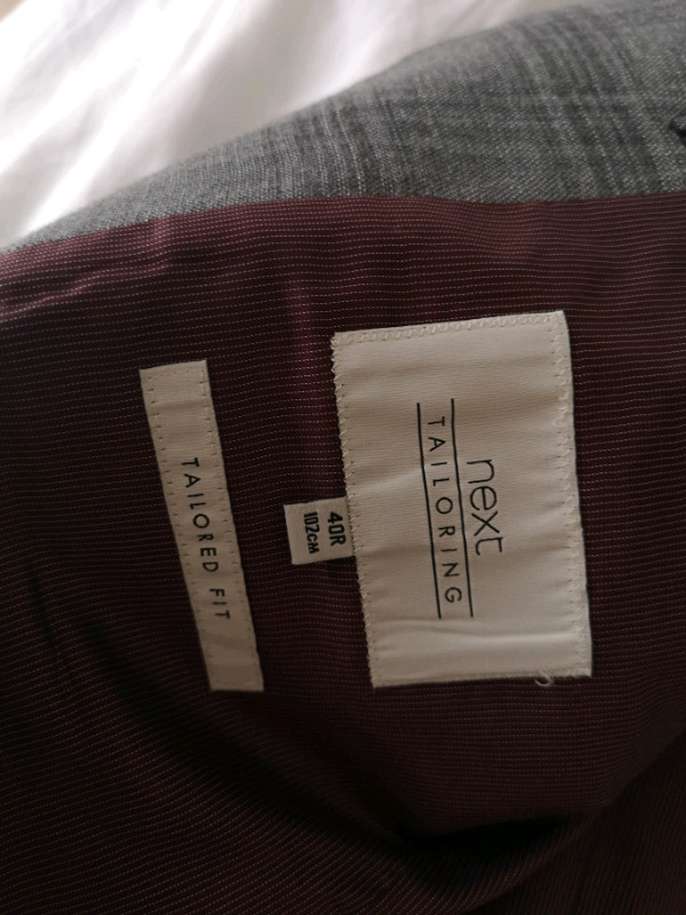 next
TAILORING
40R
102CM
TAILORED FIT